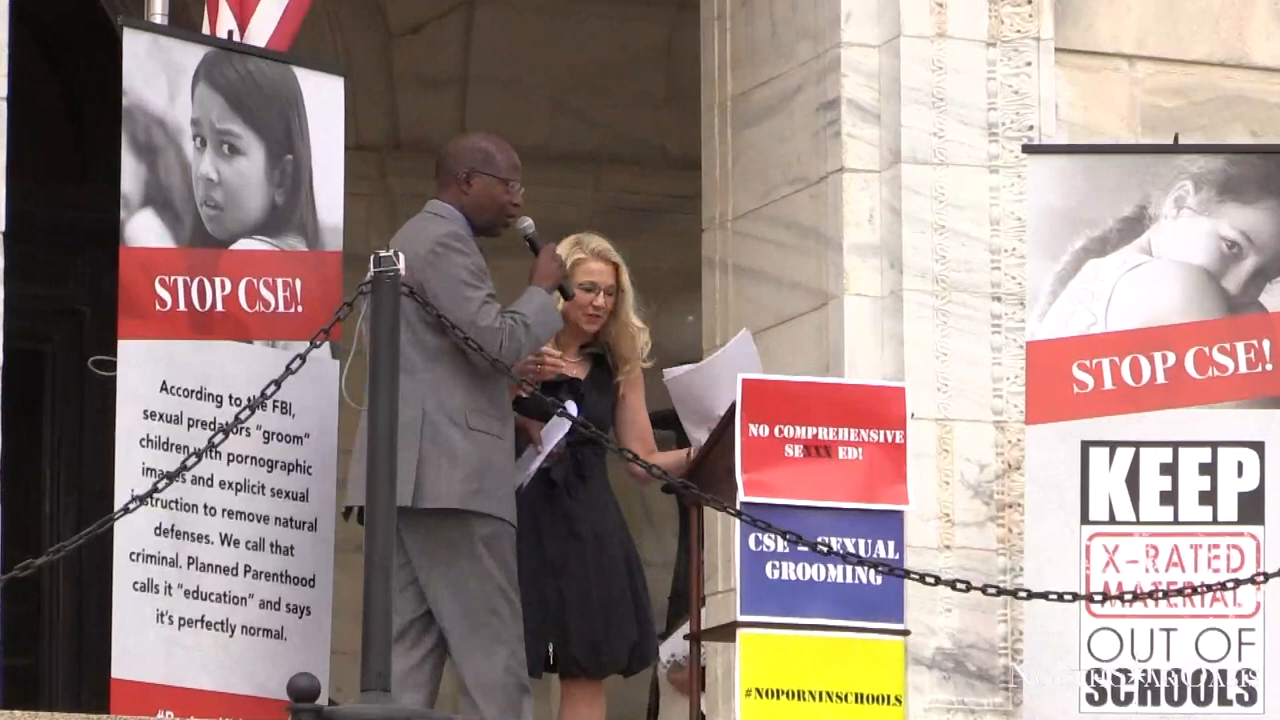 STOP CSE!
According to the FBI,
sexual predators "groom"
children with pornographic
images and explicit sexual
instruction to remove natural
defenses. We call that
criminal. Planned Parenthood
calls it "education" and says
it's perfectly normal.
NO COMPREHENSIVE
SEXXX ED!
CSE = SEXUAL
GROOMING
#NOPORNINSCHOOLS
STOP CSE!
KEEP
X-RATED
MATERIAL
OUT OF
SCHOOLS